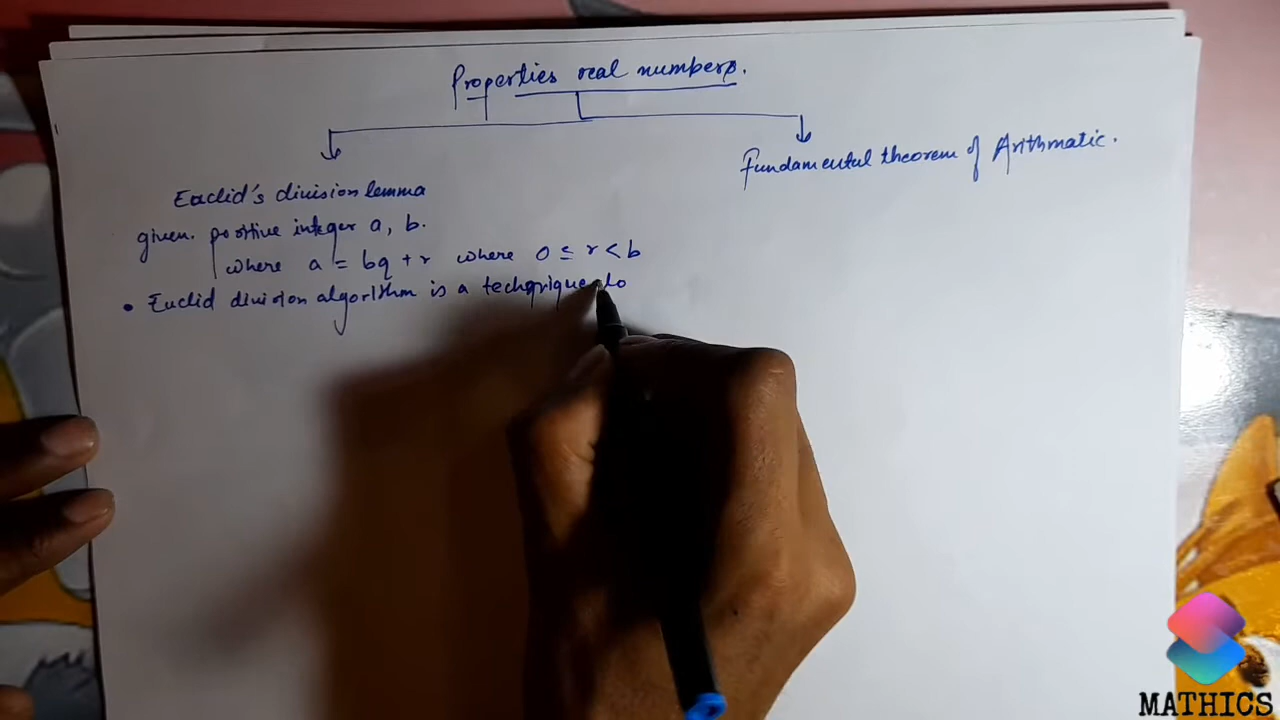 Properties real numbers.
Fundamental theorem of Arithmatic.
Euclid's division lemma
given. positive integer a, b.
where a = bq + r where 0 ≤ r < b
• Euclid division algorithm is a technique to
MATHICS